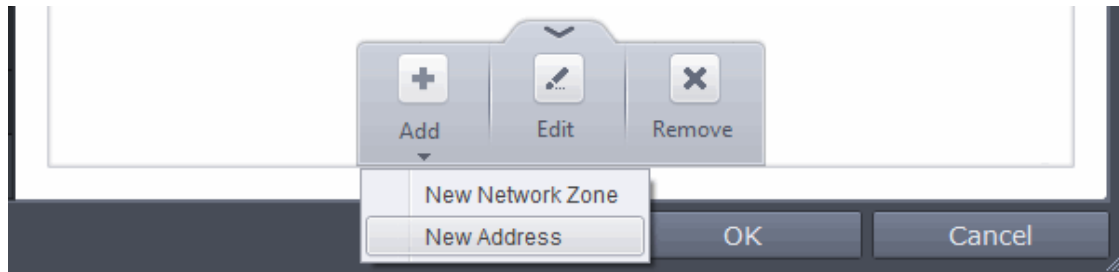 Add Edit Remove
New Network Zone
New Address
OK Cancel